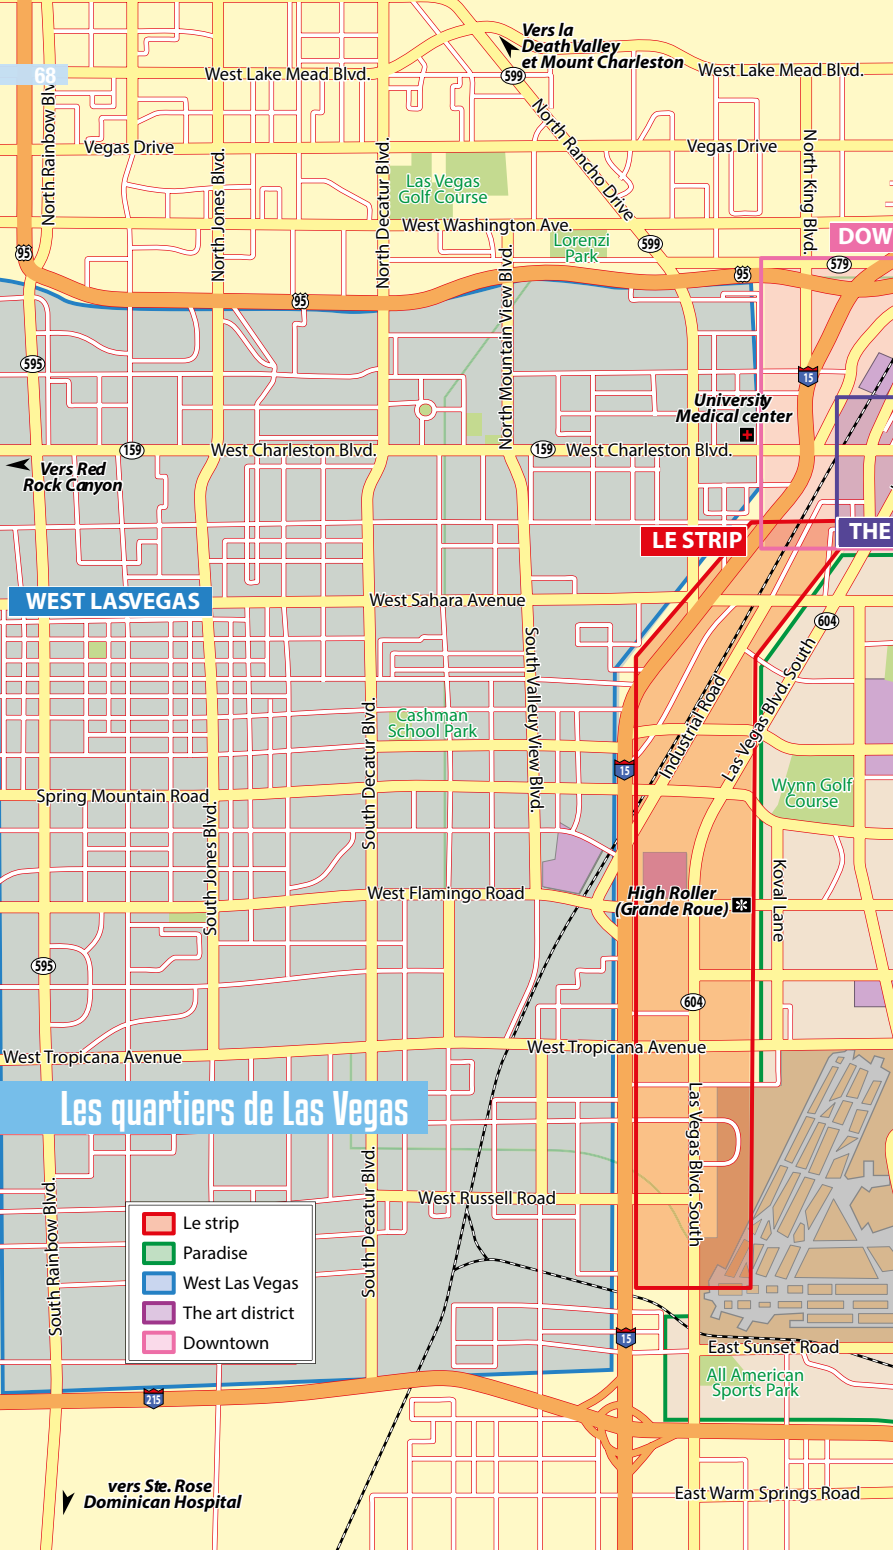 Vers la
DeathValley
et Mount Charleston
68
West Lake Mead Blvd.
599
West Lake Mead Blvd.
North Rainbow Blv
Vegas Drive
North Jones Blvd.
North Decatur Blvd.
North Rancho Drive
Vegas Drive
North King Blvd.
Las Vegas
Golf Course
West Washington Ave.
Lorenzi
Park
599
DOW
95
95
95
579
North Mountain View Blvd.
595
15
University
Medical center
159
West Charleston Blvd.
159
West Charleston Blvd.
Vers Red
Rock Canyon
LE STRIP
THE
WEST LASVEGAS
West Sahara Avenue
604
South Valleuy View Blvd.
Industrial Road
Las Vegas Blvd. South
Cashman
School Park
South Decatur Blvd.
15
Wynn Golf
Course
Spring Mountain Road
South Jones Blvd.
West Flamingo Road
High Roller
(Grande Roue)
Koval Lane
595
604
West Tropicana Avenue
West Tropicana Avenue
Les quartiers de Las Vegas
Las Vegas Blvd. South
South Decatur Blvd.
West Russell Road
South Rainbow Blvd.
Le strip
Paradise
West Las Vegas
The art district
Downtown
15
East Sunset Road
All American
Sports Park
215
vers Ste. Rose
Dominican Hospital
East Warm Springs Road